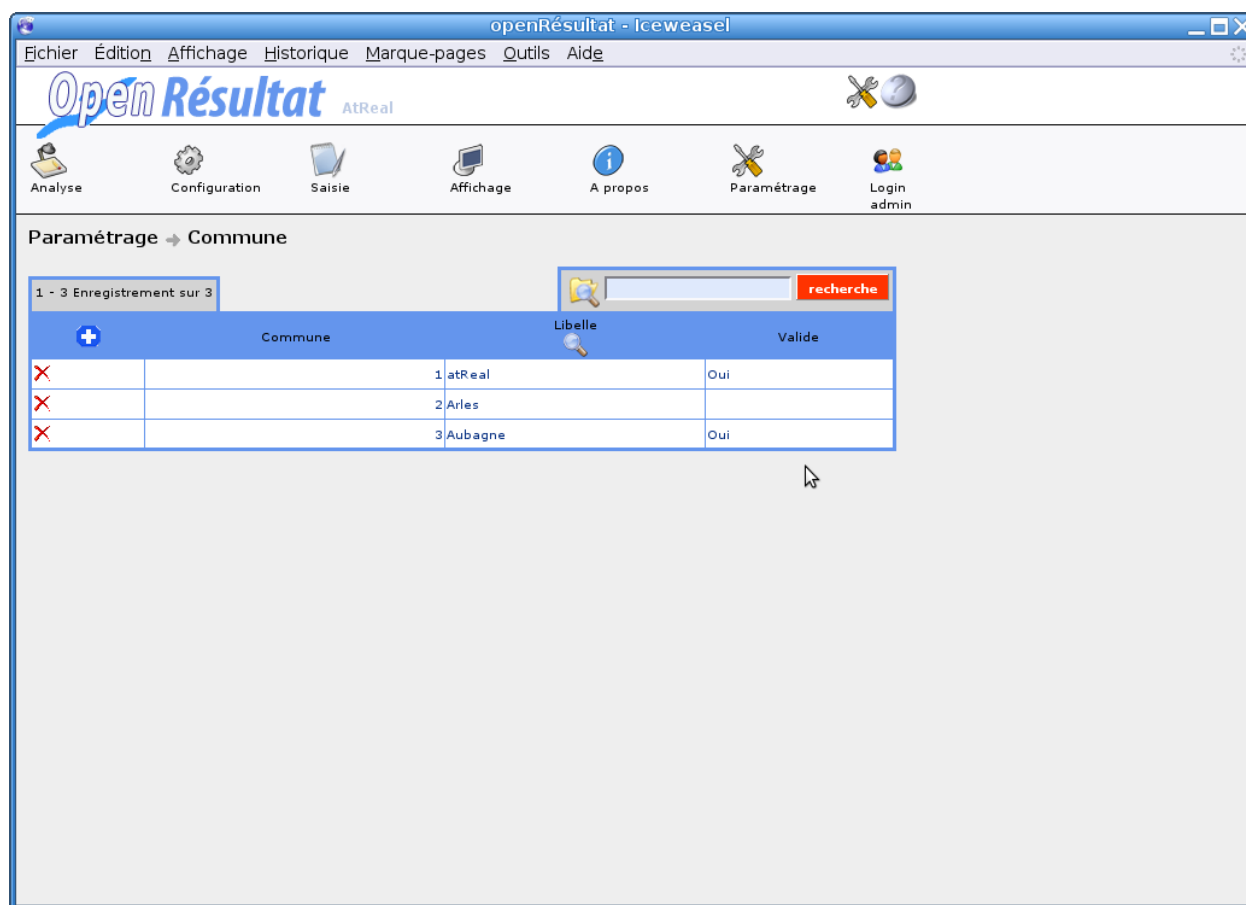 openRésultat - Iceweasel
Fichier Édition Affichage Historique Marque-pages Outils Aide
Open Résultat AtReal
Analyse Configuration Saisie Affichage A propos Paramétrage Login
admin
Paramétrage Commune
1 - 3 Enregistrement sur 3 recherche
Commune Libelle Valide
1 atReal Oui
2 Arles
3 Aubagne Oui